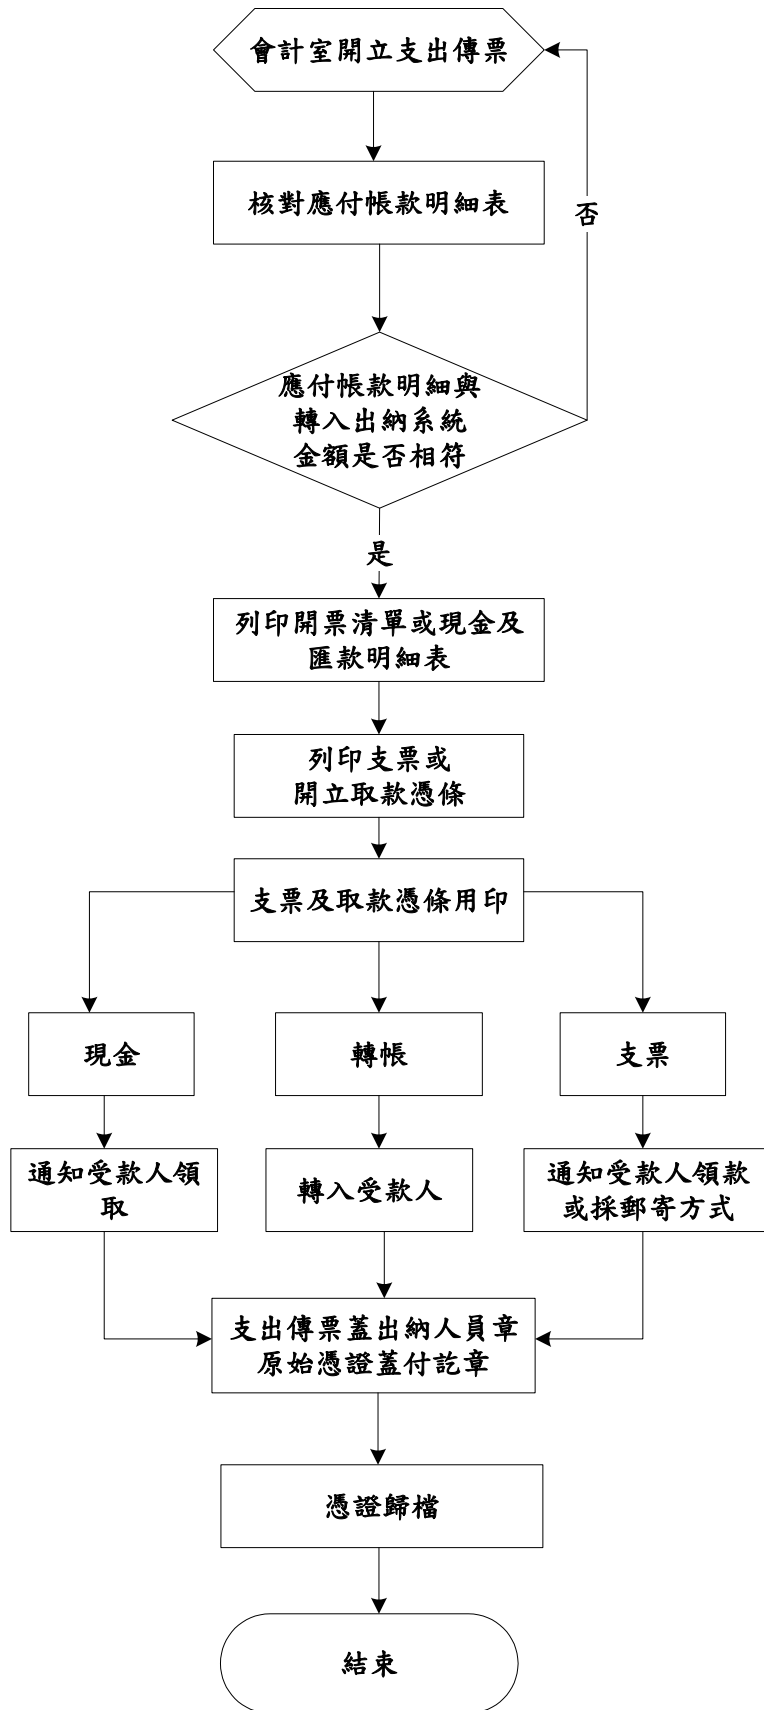 會計室開立支出傳票
核對應付帳款明細表
否
應付帳款明細與
轉入出納系統
金額是否相符
是
列印開票清單或現金及
匯款明細表
列印支票或
開立取款憑條
支票及取款憑條用印
現金
轉帳
支票
通知受款人領
取
轉入受款人
通知受款人領款
或採郵寄方式
支出傳票蓋出納人員章
原始憑證蓋付訖章
憑證歸檔
結束